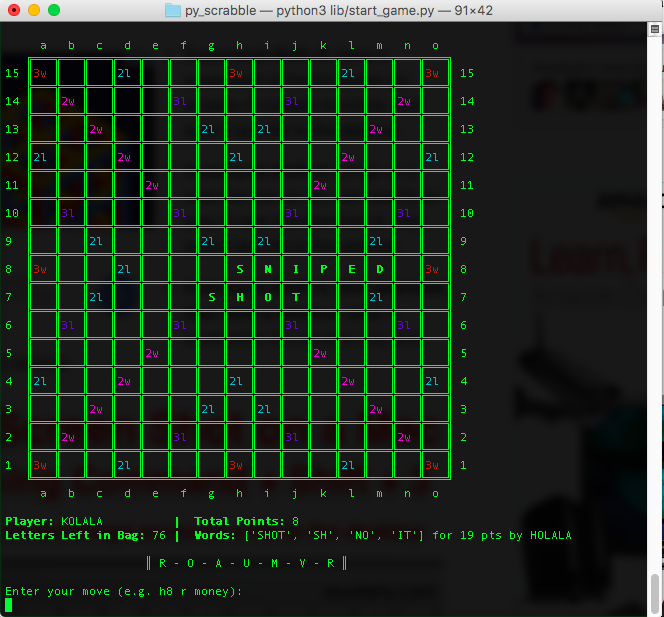 py_scrabble — python3 lib/start_game.py — 91×42
a b c d e f g h i j k l m n o
15 3w 2l 3w 2l 3w 15
14 2w 3l 3l 2w 14
13 2w 2l 2l 2w 13
12 2l 2w 2l 2w 2l 12
11 2w 2w 11
10 3l 3l 3l 3l 10
9 2l 2l 2l 2l 9
8 3w 2l S N I P E D 3w 8
7 2l S H O T 2l 7
6 3l 3l 3l 3l 6
5 2w 2w 5
4 2l 2w 2l 2w 2l 4
3 2w 2l 2l 2w 3
2 2w 3l 3l 2w 2
1 3w 2l 3w 2l 3w 1
a b c d e f g h i j k l m n o
Player: KOLALA | Total Points: 8
Letters Left in Bag: 76 | Words: ['SHOT', 'SH', 'NO', 'IT'] for 19 pts by HOLALA
║ R - O - A - U - M - V - R ║
Enter your move (e.g. h8 r money):